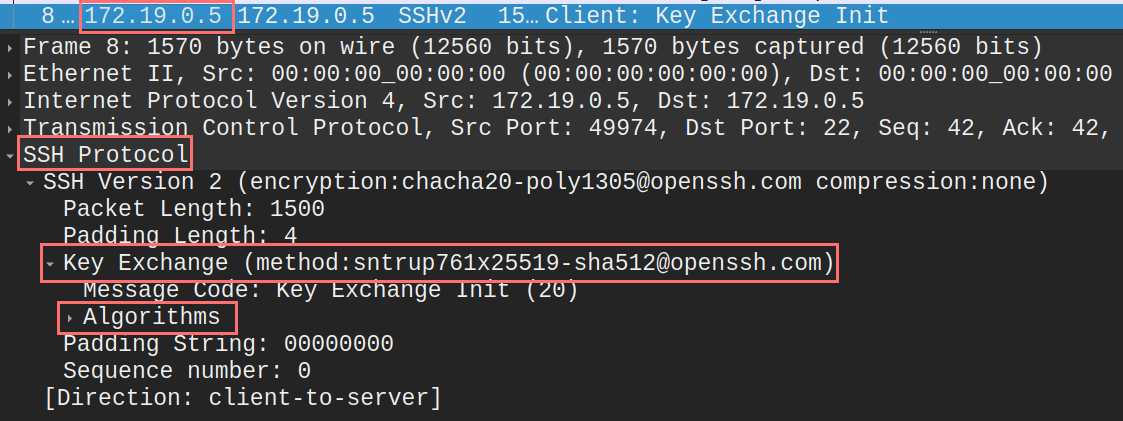 8 … 172.19.0.5 172.19.0.5 SSHv2 15… Client: Key Exchange Init
Frame 8: 1570 bytes on wire (12560 bits), 1570 bytes captured (12560 bits)
Ethernet II, Src: 00:00:00_00:00:00 (00:00:00:00:00:00), Dst: 00:00:00_00:00:00
Internet Protocol Version 4, Src: 172.19.0.5, Dst: 172.19.0.5
Transmission Control Protocol, Src Port: 49974, Dst Port: 22, Seq: 42, Ack: 42,
SSH Protocol
SSH Version 2 (encryption:chacha20-poly1305@openssh.com compression:none)
Packet Length: 1500
Padding Length: 4
Key Exchange (method:sntrup761x25519-sha512@openssh.com)
Message Code: Key Exchange Init (20)
Algorithms
Padding String: 00000000
Sequence number: 0
[Direction: client-to-server]